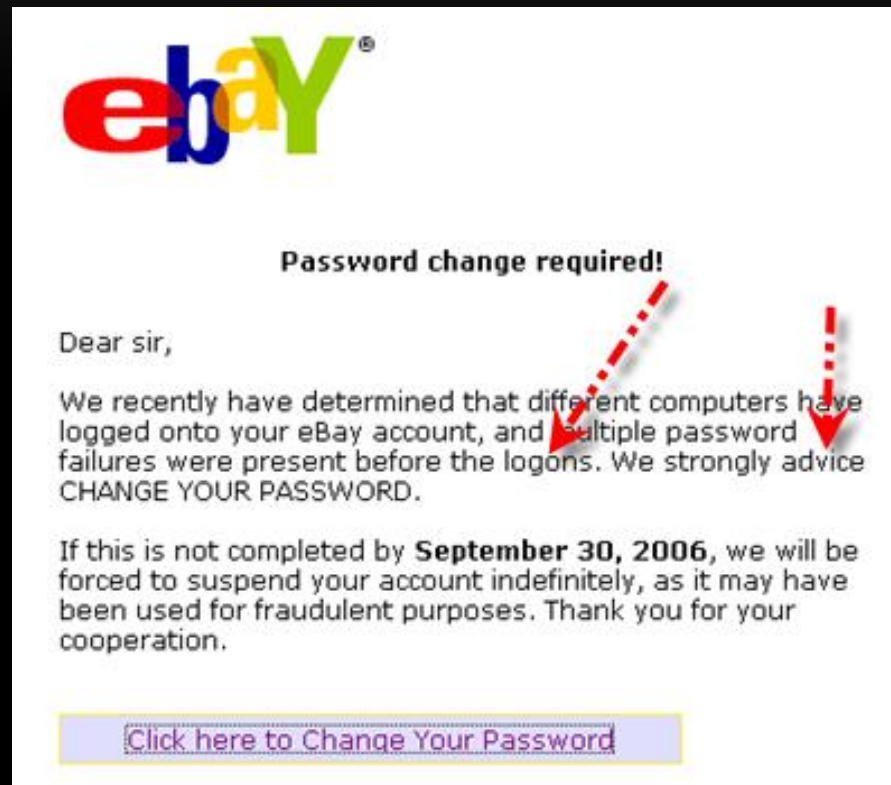 ebaY®
Password change required!
Dear sir,
We recently have determined that different computers have
logged onto your eBay account, and multiple password
failures were present before the logons. We strongly advice
CHANGE YOUR PASSWORD.
If this is not completed by September 30, 2006, we will be
forced to suspend your account indefinitely, as it may have
been used for fraudulent purposes. Thank you for your
cooperation.
Click here to Change Your Password